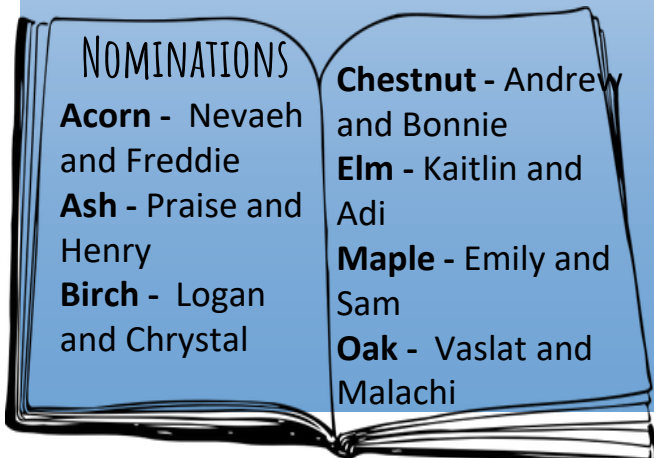 NOMINATIONS
Acorn - Nevaeh
and Freddie
Ash - Praise and
Henry
Birch - Logan
and Chrystal
Chestnut - Andrew
and Bonnie
Elm - Kaitlin and
Adi
Maple - Emily and
Sam
Oak - Vaslat and
Malachi